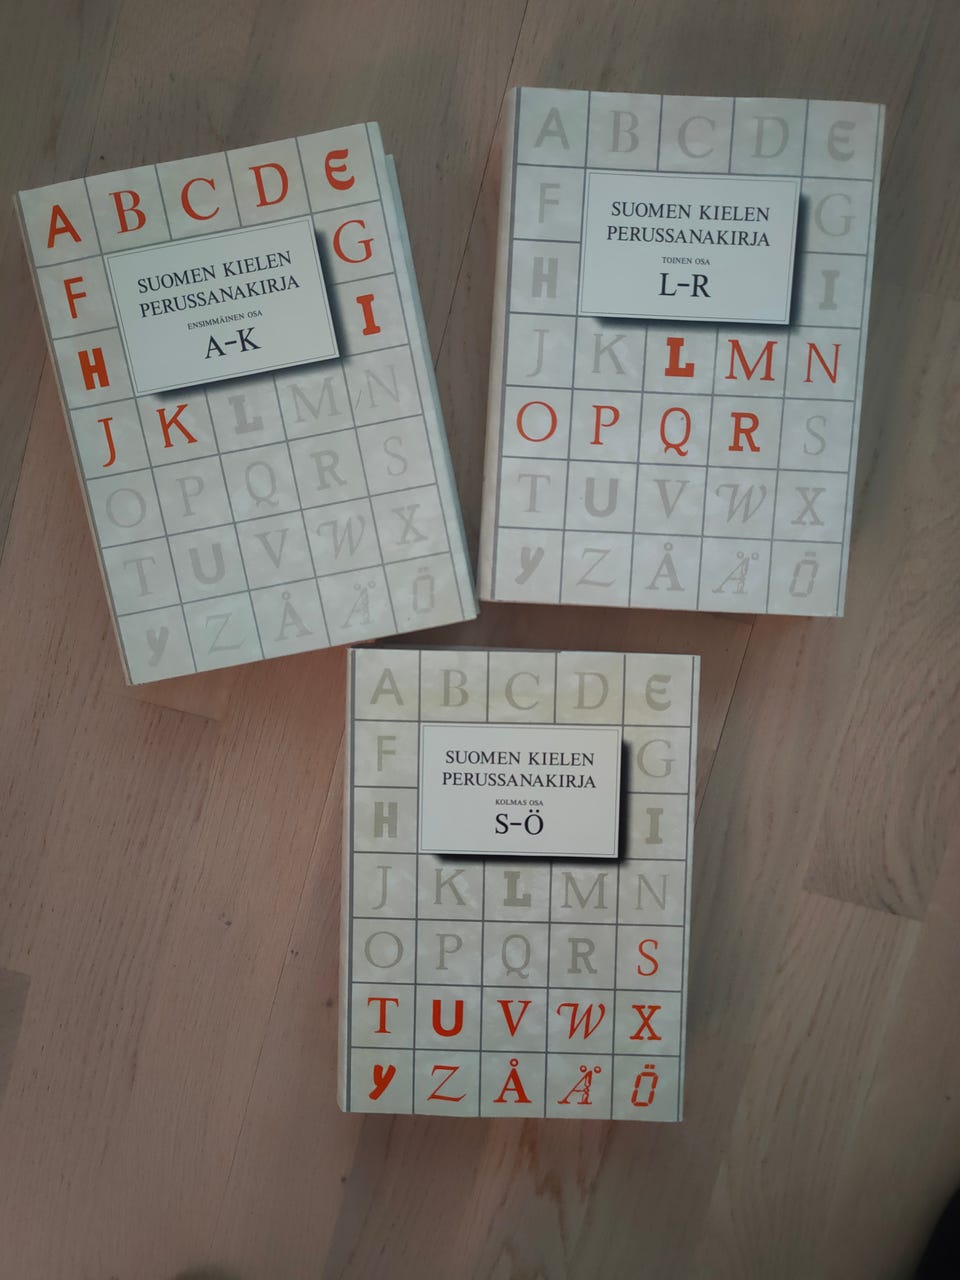 A B C D E
F G
SUOMEN KIELEN
PERUSSANAKIRJA
ENSIMMÄINEN OSA
A-K
H I
J K L M N
O P Q R S
T U V W X
Y Z Å Ä Ö
A B C D E
F G
SUOMEN KIELEN
PERUSSANAKIRJA
TOINEN OSA
L-R
H I
J K L M N
O P Q R S
T U V W X
Y Z Å Ä Ö
A B C D E
F G
SUOMEN KIELEN
PERUSSANAKIRJA
KOLMAS OSA
S-Ö
H I
J K L M N
O P Q R S
T U V W X
Y Z Å Ä Ö